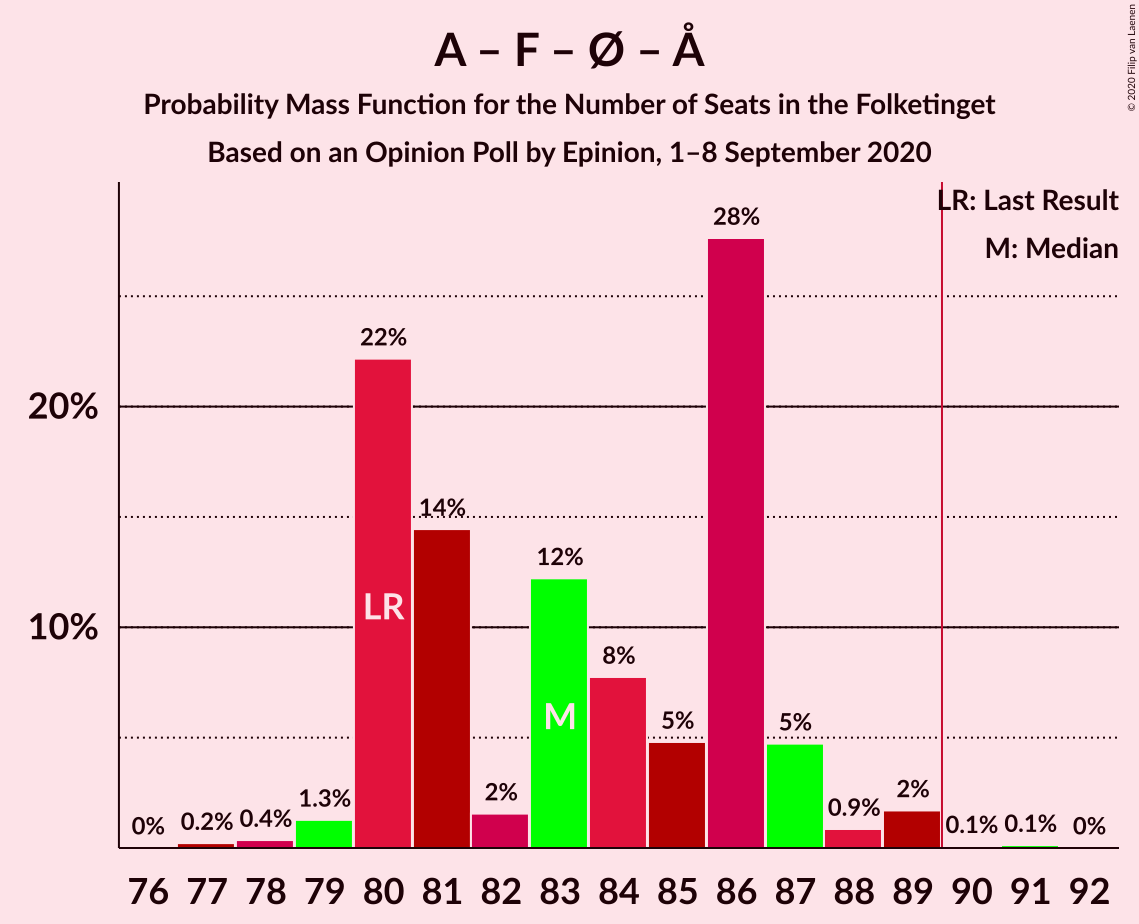 A – F – Ø – Å
Probability Mass Function for the Number of Seats in the Folketinget
Based on an Opinion Poll by Epinion, 1–8 September 2020
© 2020 Filip van Laenen
LR: Last Result
M: Median
28%
22%
20%
14%
12%
LR
10%
8%
M
5%
5%
2%
2%
1.3%
0.9%
0%
0.2%
0.4%
0.1%
0.1%
0%
76 77 78 79 80 81 82 83 84 85 86 87 88 89 90 91 92